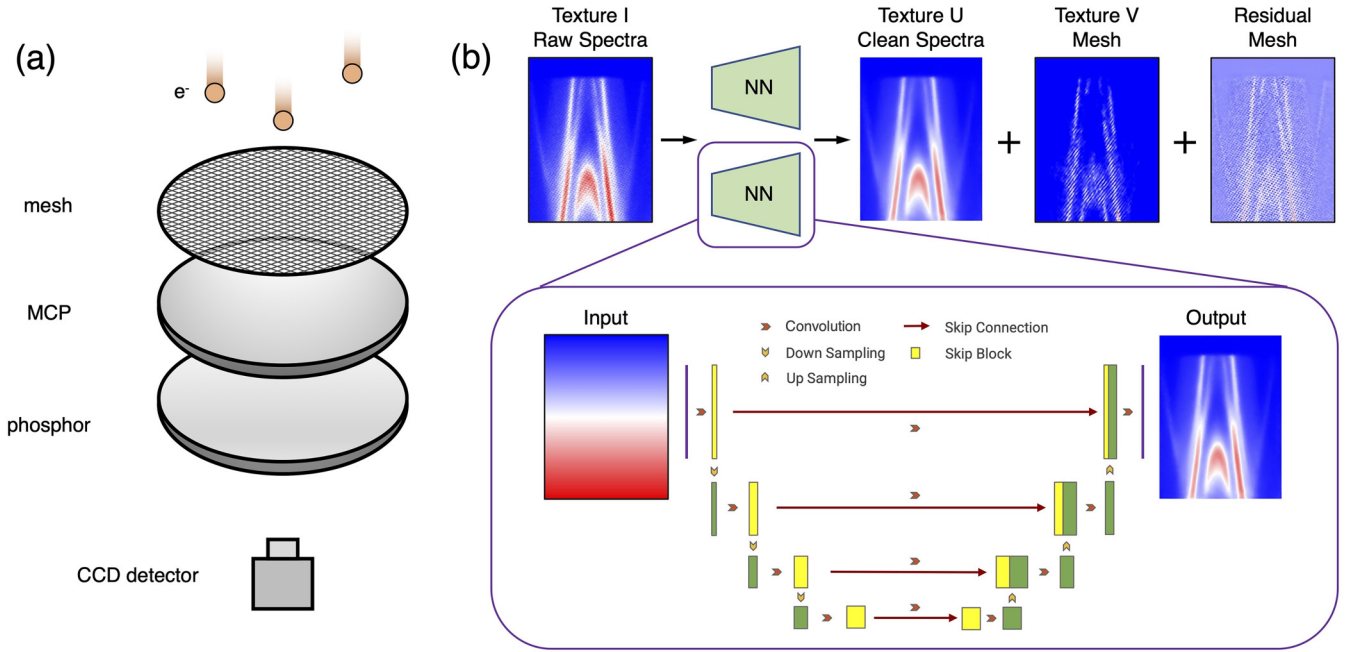 (a)
e-
mesh
MCP
phosphor
CCD detector
(b)
Texture I
Raw Spectra
NN
NN
Texture U
Clean Spectra
+
Texture V
Mesh
+
Residual
Mesh
Input
Convolution
Down Sampling
Up Sampling
Skip Connection
Skip Block
Output